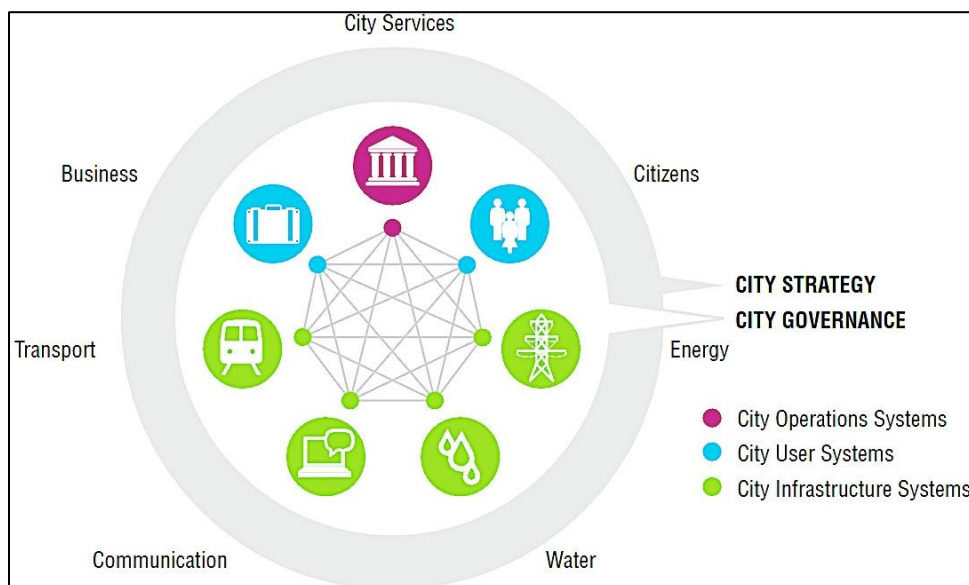 City Services
Business
Citizens
CITY STRATEGY
CITY GOVERNANCE
Transport
Energy
City Operations Systems
City User Systems
City Infrastructure Systems
Communication
Water